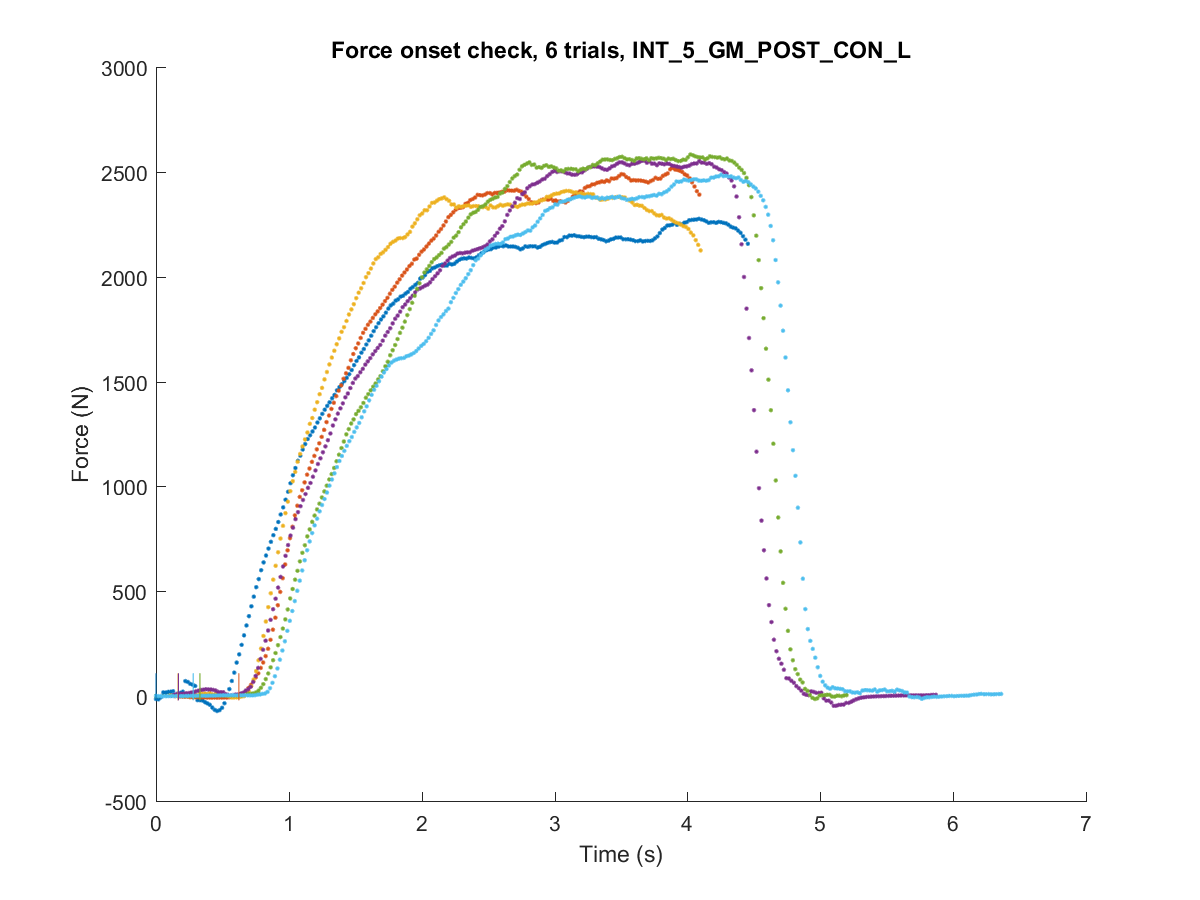 Force onset check, 6 trials, INT_5_GM_POST_CON_L
3000
2500
2000
1500
1000
500
0
-500
Force (N)
0 1 2 3 4 5 6 7
Time (s)